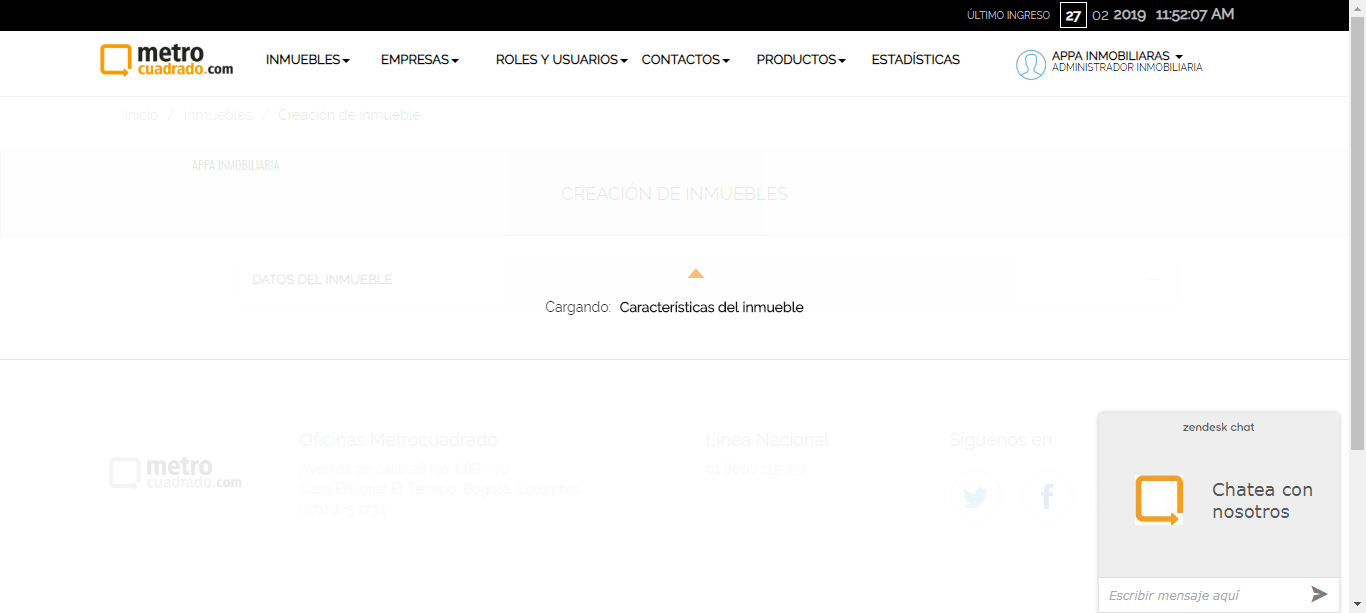 ÚLTIMO INGRESO 27 02 2019 11:52:07 AM
metro
cuadrado.com
INMUEBLES EMPRESAS ROLES Y USUARIOS CONTACTOS PRODUCTOS ESTADÍSTICAS
APPA INMOBILIARAS
ADMINISTRADOR INMOBILIARIA
Inicio / Inmuebles / Creación de inmueble
APPA INMOBILIARIA
CREACIÓN DE INMUEBLES
DATOS DEL INMUEBLE
Cargando: Características del inmueble
metro
cuadrado.com
Oficinas Metrocuadrado
Avenida de calle 26 No. 68B - 70
Casa Editorial El Tiempo, Bogotá, Colombia.
(571) 425 1234
Línea Nacional
01 8000 115 252
Síguenos en
zendesk chat
Chatea con
nosotros
Escribir mensaje aquí